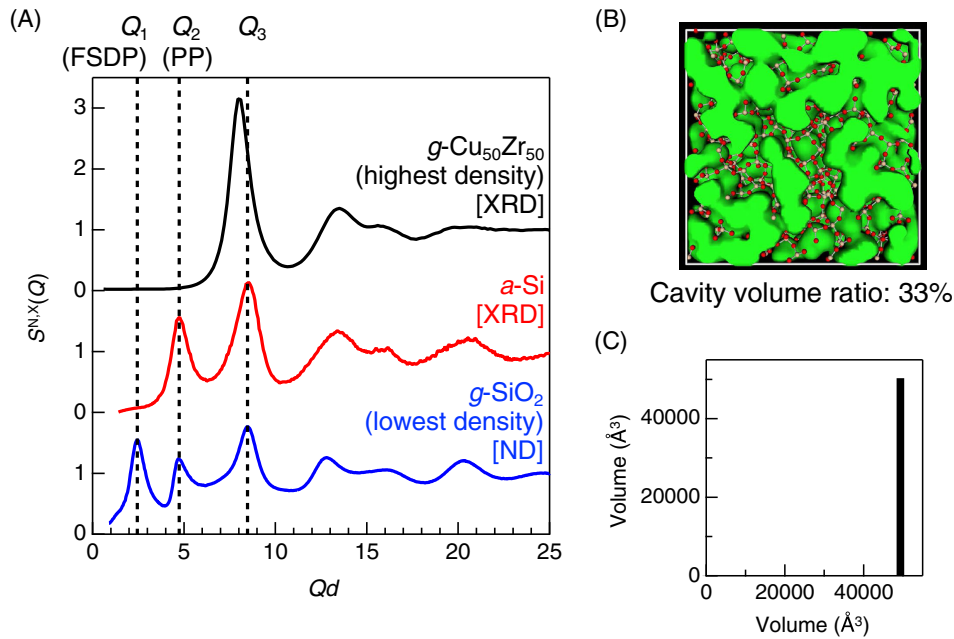 (A)
Q1 Q2 Q3
(FSDP) (PP)
3
2
1
0
1
0
1
0
S^N,X(Q)
g-Cu50Zr50
(highest density)
[XRD]
a-Si
[XRD]
g-SiO2
(lowest density)
[ND]
0 5 10 15 20 25
Qd
(B)
Cavity volume ratio: 33%
(C)
40000
20000
0
Volume (Å³)
0 20000 40000
Volume (Å³)